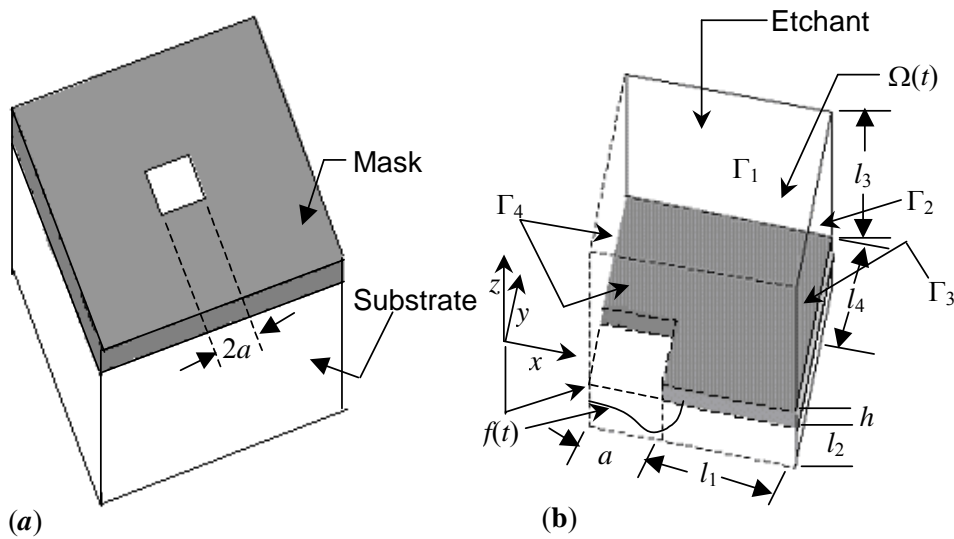 Mask
Substrate
2a
(a)
Etchant
Ω(t)
Γ1
l3
Γ2
Γ4
Γ3
l4
z
y
x
f(t)
h
l2
a
l1
(b)